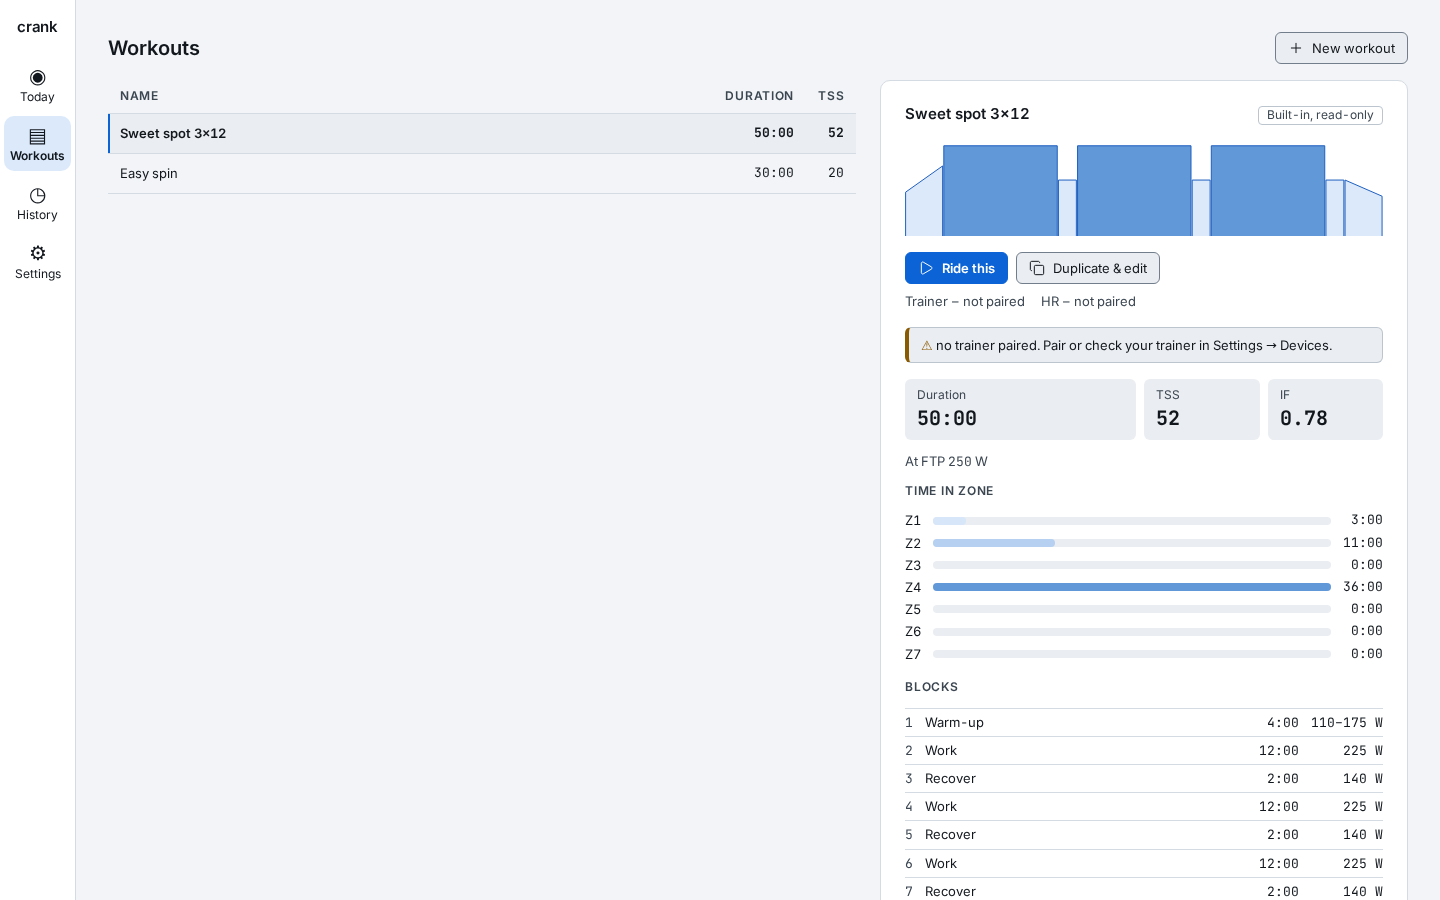 crank
Today
Workouts
History
Settings
Workouts
New workout
NAME DURATION TSS
Sweet spot 3×12 50:00 52
Easy spin 30:00 20
Sweet spot 3×12
Built-in, read-only
Ride this
Duplicate & edit
Trainer – not paired HR – not paired
⚠ no trainer paired. Pair or check your trainer in Settings → Devices.
Duration TSS IF
50:00 52 0.78
At FTP 250 W
TIME IN ZONE
Z1 3:00
Z2 11:00
Z3 0:00
Z4 36:00
Z5 0:00
Z6 0:00
Z7 0:00
BLOCKS
1 Warm-up 4:00 110–175 W
2 Work 12:00 225 W
3 Recover 2:00 140 W
4 Work 12:00 225 W
5 Recover 2:00 140 W
6 Work 12:00 225 W
7 Recover 2:00 140 W